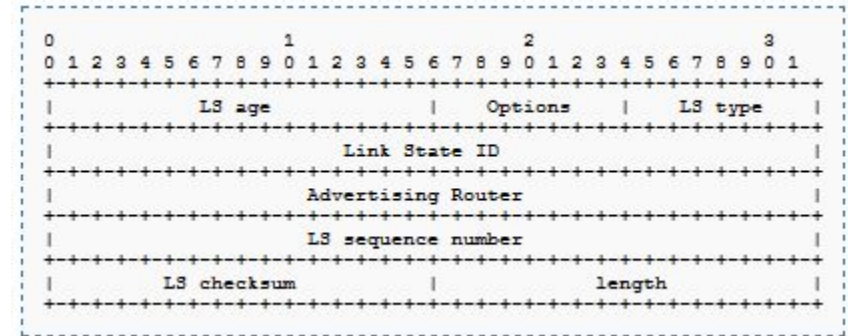 0                   1                   2                   3
0 1 2 3 4 5 6 7 8 9 0 1 2 3 4 5 6 7 8 9 0 1 2 3 4 5 6 7 8 9 0 1
+-+-+-+-+-+-+-+-+-+-+-+-+-+-+-+-+-+-+-+-+-+-+-+-+-+-+-+-+-+-+-+-+
|            LS age             |    Options    |    LS type    |
+-+-+-+-+-+-+-+-+-+-+-+-+-+-+-+-+-+-+-+-+-+-+-+-+-+-+-+-+-+-+-+-+
|                        Link State ID                          |
+-+-+-+-+-+-+-+-+-+-+-+-+-+-+-+-+-+-+-+-+-+-+-+-+-+-+-+-+-+-+-+-+
|                     Advertising Router                        |
+-+-+-+-+-+-+-+-+-+-+-+-+-+-+-+-+-+-+-+-+-+-+-+-+-+-+-+-+-+-+-+-+
|                     LS sequence number                        |
+-+-+-+-+-+-+-+-+-+-+-+-+-+-+-+-+-+-+-+-+-+-+-+-+-+-+-+-+-+-+-+-+
|         LS checksum           |             length            |
+-+-+-+-+-+-+-+-+-+-+-+-+-+-+-+-+-+-+-+-+-+-+-+-+-+-+-+-+-+-+-+-+